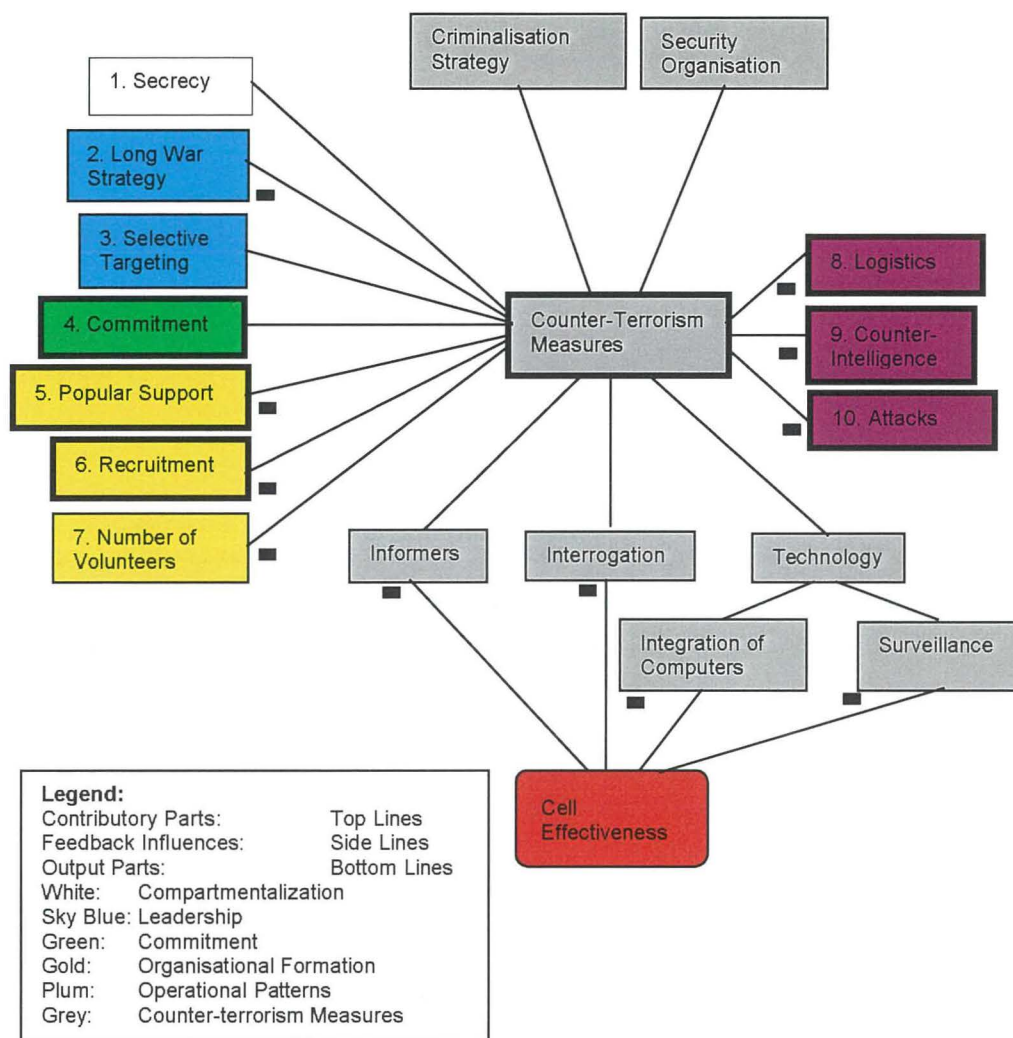 Criminalisation
Strategy
Security
Organisation
1. Secrecy
2. Long War
Strategy
3. Selective
Targeting
4. Commitment
5. Popular Support
6. Recruitment
7. Number of
Volunteers
Counter-Terrorism
Measures
8. Logistics
9. Counter-
Intelligence
10. Attacks
Informers
Interrogation
Technology
Integration of
Computers
Surveillance
Cell
Effectiveness
Legend:
Contributory Parts: Top Lines
Feedback Influences: Side Lines
Output Parts: Bottom Lines
White: Compartmentalization
Sky Blue: Leadership
Green: Commitment
Gold: Organisational Formation
Plum: Operational Patterns
Grey: Counter-terrorism Measures